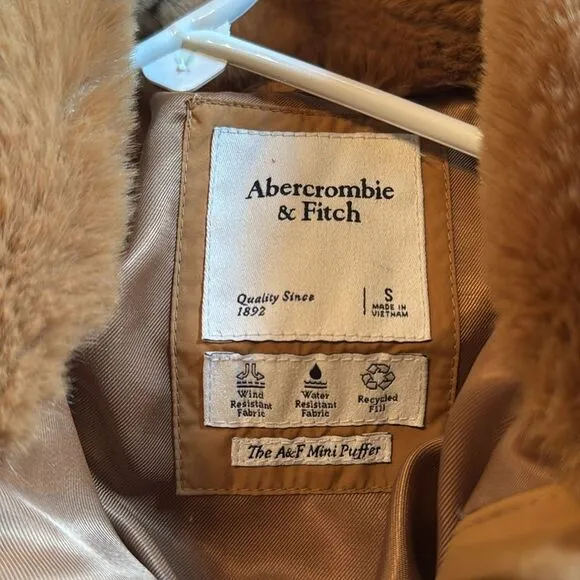 Abercrombie
& Fitch
Quality Since
1892
S
MADE IN
VIETNAM
Wind
Resistant
Fabric
Water
Resistant
Fabric
Recycled
Fill
The A&F Mini Puffer